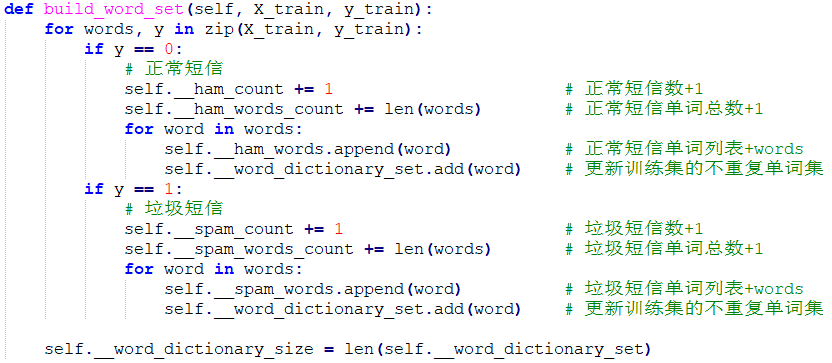 def build_word_set(self, X_train, y_train):
    for words, y in zip(X_train, y_train):
        if y == 0:
            # 正常短信
            self.__ham_count += 1                       # 正常短信数+1
            self.__ham_words_count += len(words)        # 正常短信单词总数+1
            for word in words:
                self.__ham_words.append(word)           # 正常短信单词列表+words
                self.__word_dictionary_set.add(word)    # 更新训练集的不重复单词集
        if y == 1:
            # 垃圾短信
            self.__spam_count += 1                      # 垃圾短信数+1
            self.__spam_words_count += len(words)       # 垃圾短信单词总数+1
            for word in words:
                self.__spam_words.append(word)          # 垃圾短信单词列表+words
                self.__word_dictionary_set.add(word)    # 更新训练集的不重复单词集
    self.__word_dictionary_size = len(self.__word_dictionary_set)